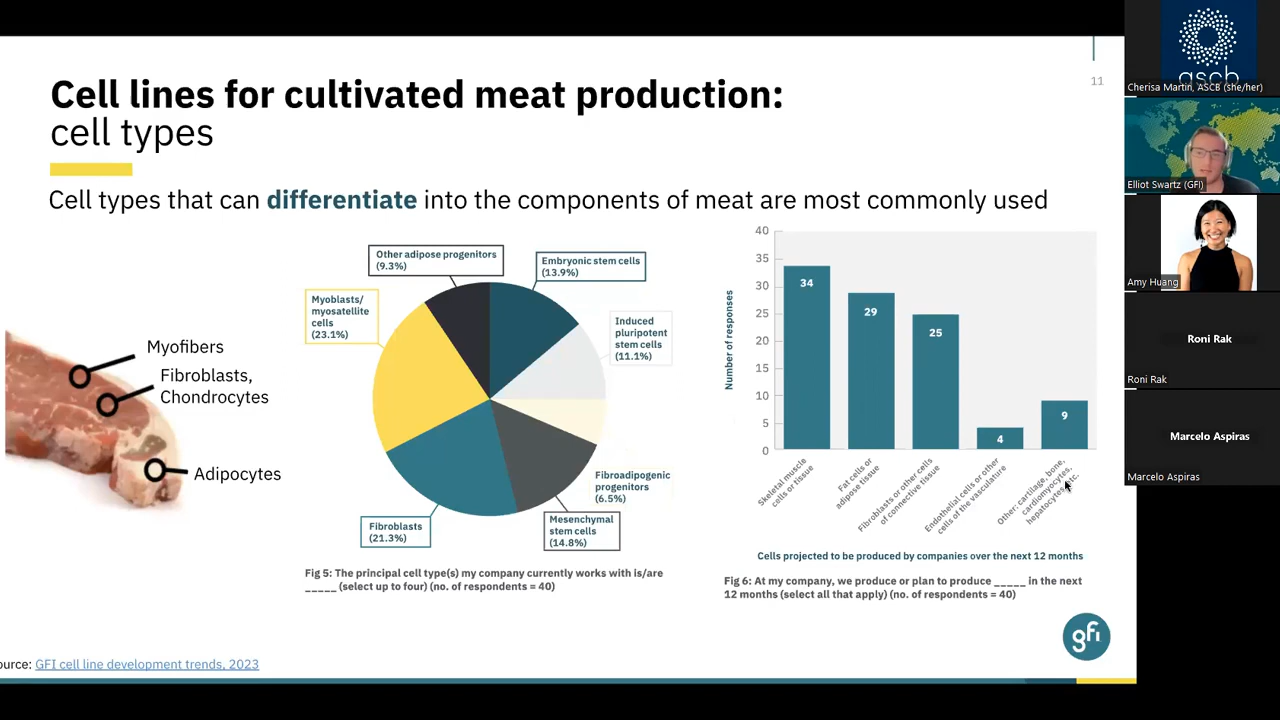 Cell lines for cultivated meat production:
cell types
11
Cell types that can differentiate into the components of meat are most commonly used
Myofibers
Fibroblasts,
Chondrocytes
Adipocytes
Other adipose progenitors
(9.3%)
Embryonic stem cells
(13.9%)
Myoblasts/
myosatellite
cells
(23.1%)
Induced
pluripotent
stem cells
(11.1%)
Fibroadipogenic
progenitors
(6.5%)
Mesenchymal
stem cells
(14.8%)
Fibroblasts
(21.3%)
Fig 5: The principal cell type(s) my company currently works with is/are
_____ (select up to four) (no. of respondents = 40)
Number of responses
40
35
30
25
20
15
10
5
0
34
29
25
4
9
Skeletal muscle
cells or tissue
Fat cells or
adipose tissue
Fibroblasts or other cells
of connective tissue
Endothelial cells or other
cells of the vasculature
Other: cartilage, bone,
cardiomyocytes,
hepatocytes, etc.
Cells projected to be produced by companies over the next 12 months
Fig 6: At my company, we produce or plan to produce _____ in the next
12 months (select all that apply) (no. of respondents = 40)
gfi
ource: GFI cell line development trends, 2023
ascb
Cherisa Martin, ASCB (she/her)
Elliot Swartz (GFI)
Amy Huang
Roni Rak
Roni Rak
Marcelo Aspiras
Marcelo Aspiras